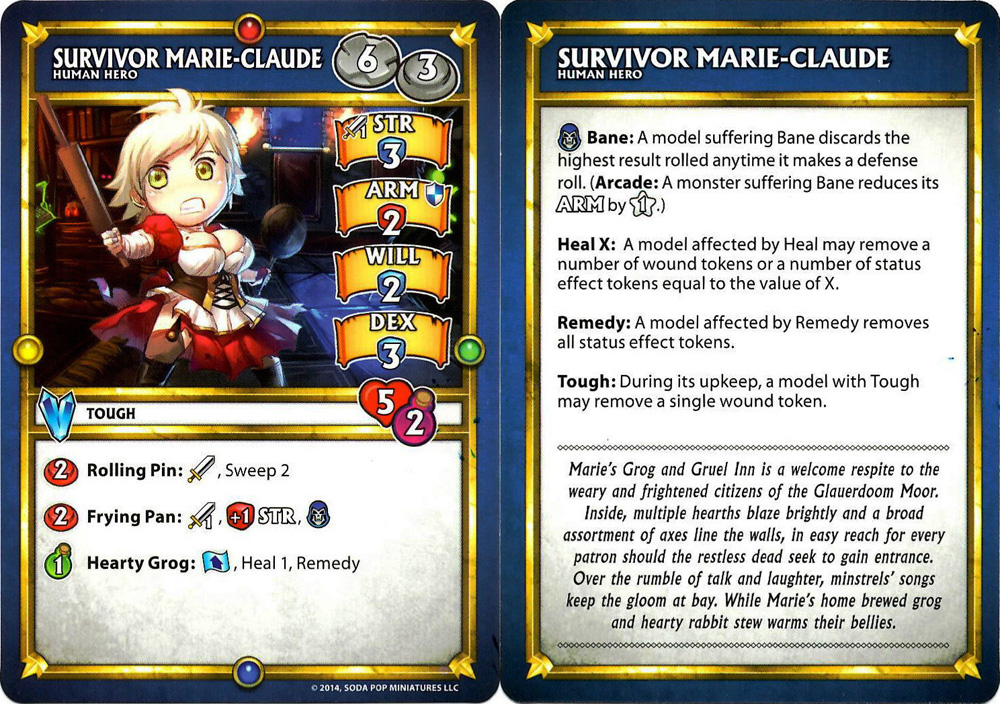 SURVIVOR MARIE-CLAUDE
HUMAN HERO
6
3
1 STR
3
ARM
2
WILL
2
DEX
3
TOUGH
5
2
2 Rolling Pin: , Sweep 2
2 Frying Pan: 1, +1 STR,
1 Hearty Grog: , Heal 1, Remedy
© 2014, SODA POP MINIATURES LLC
SURVIVOR MARIE-CLAUDE
HUMAN HERO
Bane: A model suffering Bane discards the
highest result rolled anytime it makes a defense
roll. (Arcade: A monster suffering Bane reduces its
ARM by 1.)
Heal X: A model affected by Heal may remove a
number of wound tokens or a number of status
effect tokens equal to the value of X.
Remedy: A model affected by Remedy removes
all status effect tokens.
Tough: During its upkeep, a model with Tough
may remove a single wound token.
Marie's Grog and Gruel Inn is a welcome respite to the
weary and frightened citizens of the Glauerdoom Moor.
Inside, multiple hearths blaze brightly and a broad
assortment of axes line the walls, in easy reach for every
patron should the restless dead seek to gain entrance.
Over the rumble of talk and laughter, minstrels' songs
keep the gloom at bay. While Marie's home brewed grog
and hearty rabbit stew warms their bellies.